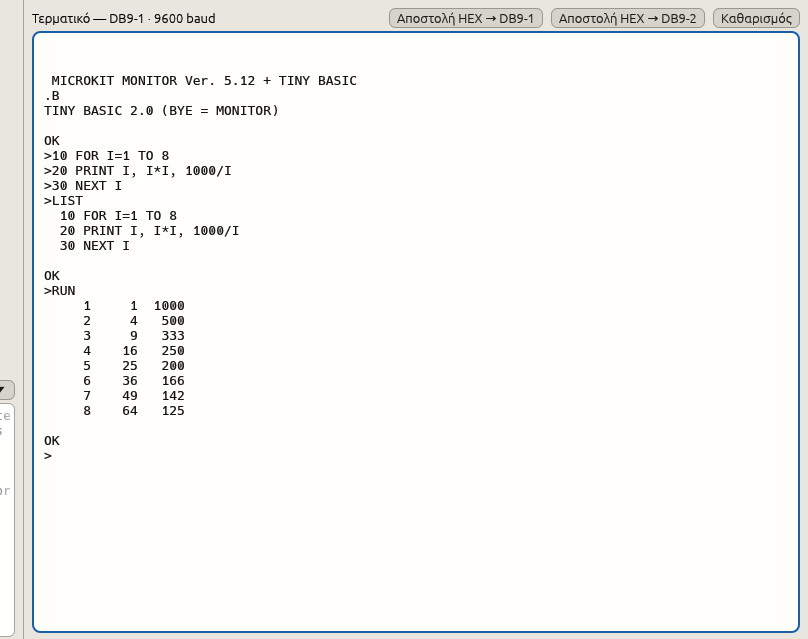 Τερματικό — DB9-1 · 9600 baud
Αποστολή HEX → DB9-1
Αποστολή HEX → DB9-2
Καθαρισμός
MICROKIT MONITOR Ver. 5.12 + TINY BASIC
.B
TINY BASIC 2.0 (BYE = MONITOR)
OK
>10 FOR I=1 TO 8
>20 PRINT I, I*I, 1000/I
>30 NEXT I
>LIST
10 FOR I=1 TO 8
20 PRINT I, I*I, 1000/I
30 NEXT I
OK
>RUN
1 1 1000
2 4 500
3 9 333
4 16 250
5 25 200
6 36 166
7 49 142
8 64 125
OK
>